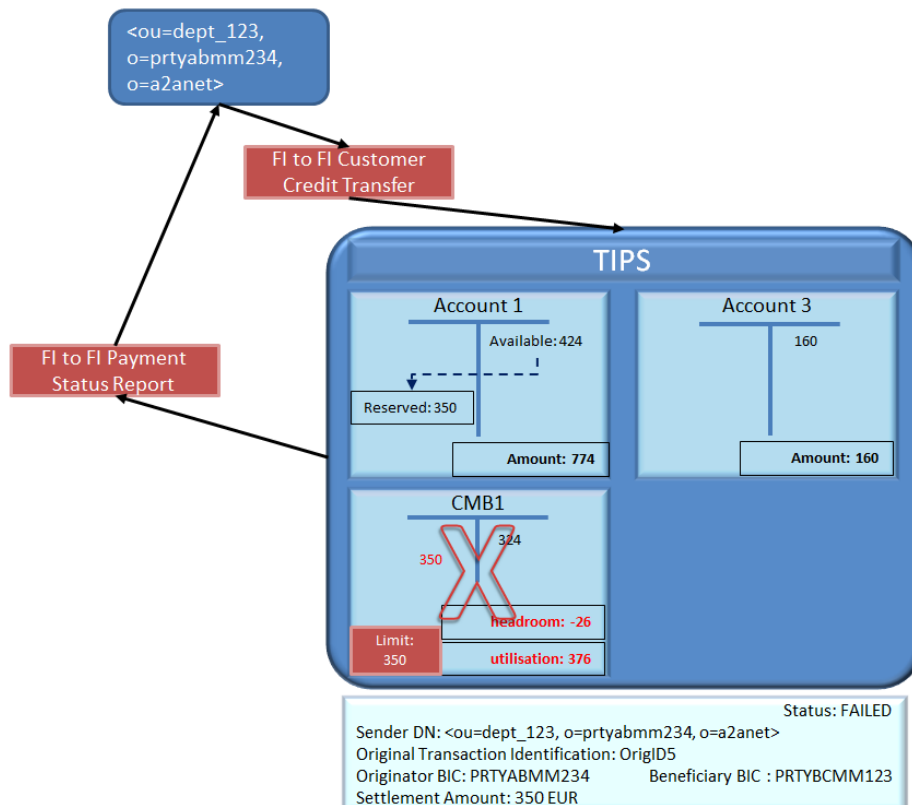 <ou=dept_123,
o=prtyabmm234,
o=a2anet>
FI to FI Customer
Credit Transfer
TIPS
Account 1
Available: 424
Reserved: 350
Amount: 774
Account 3
160
Amount: 160
FI to FI Payment
Status Report
CMB1
324
350
headroom: -26
Limit:
350
utilisation: 376
Status: FAILED
Sender DN: <ou=dept_123, o=prtyabmm234, o=a2anet>
Original Transaction Identification: OrigID5
Originator BIC: PRTYABMM234 Beneficiary BIC : PRTYBCMM123
Settlement Amount: 350 EUR